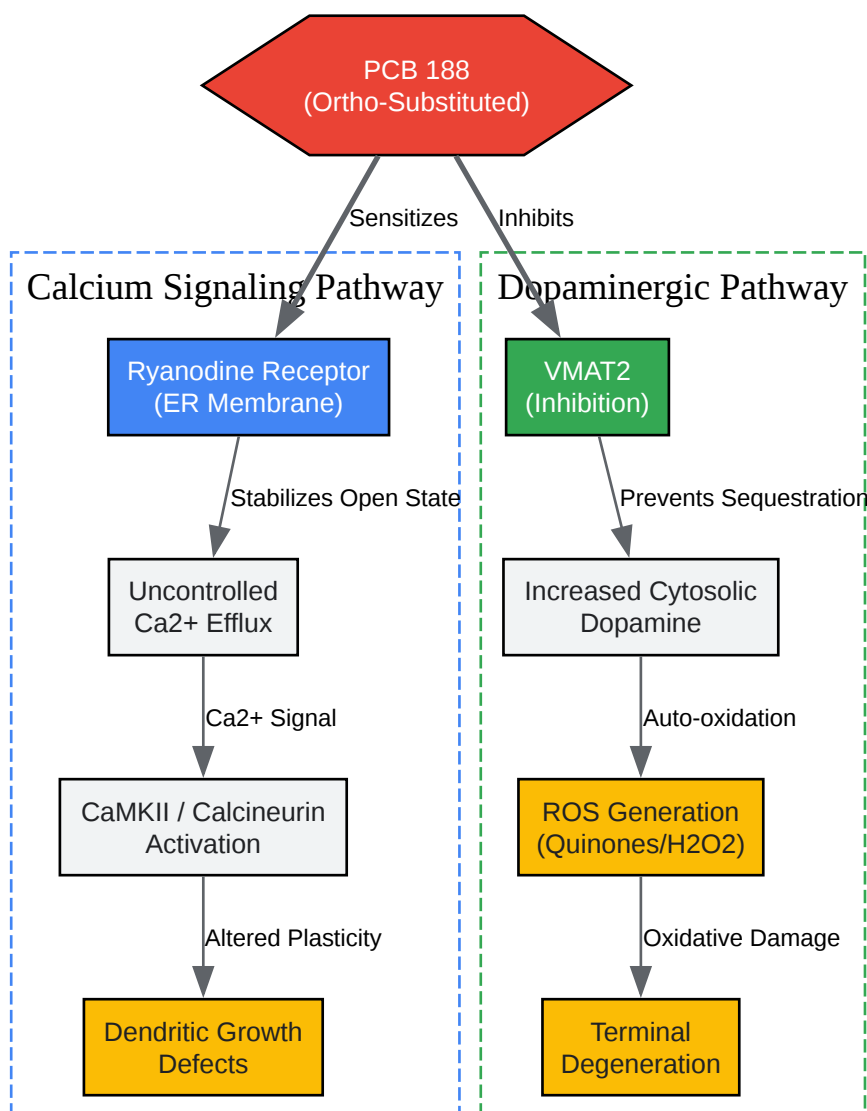 PCB 188
(Ortho-Substituted)
Sensitizes
Inhibits
Calcium Signaling Pathway
Dopaminergic Pathway
Ryanodine Receptor
(ER Membrane)
VMAT2
(Inhibition)
Stabilizes Open State
Prevents Sequestration
Uncontrolled
Ca2+ Efflux
Increased Cytosolic
Dopamine
Ca2+ Signal
Auto-oxidation
CaMKII / Calcineurin
Activation
ROS Generation
(Quinones/H2O2)
Altered Plasticity
Oxidative Damage
Dendritic Growth
Defects
Terminal
Degeneration